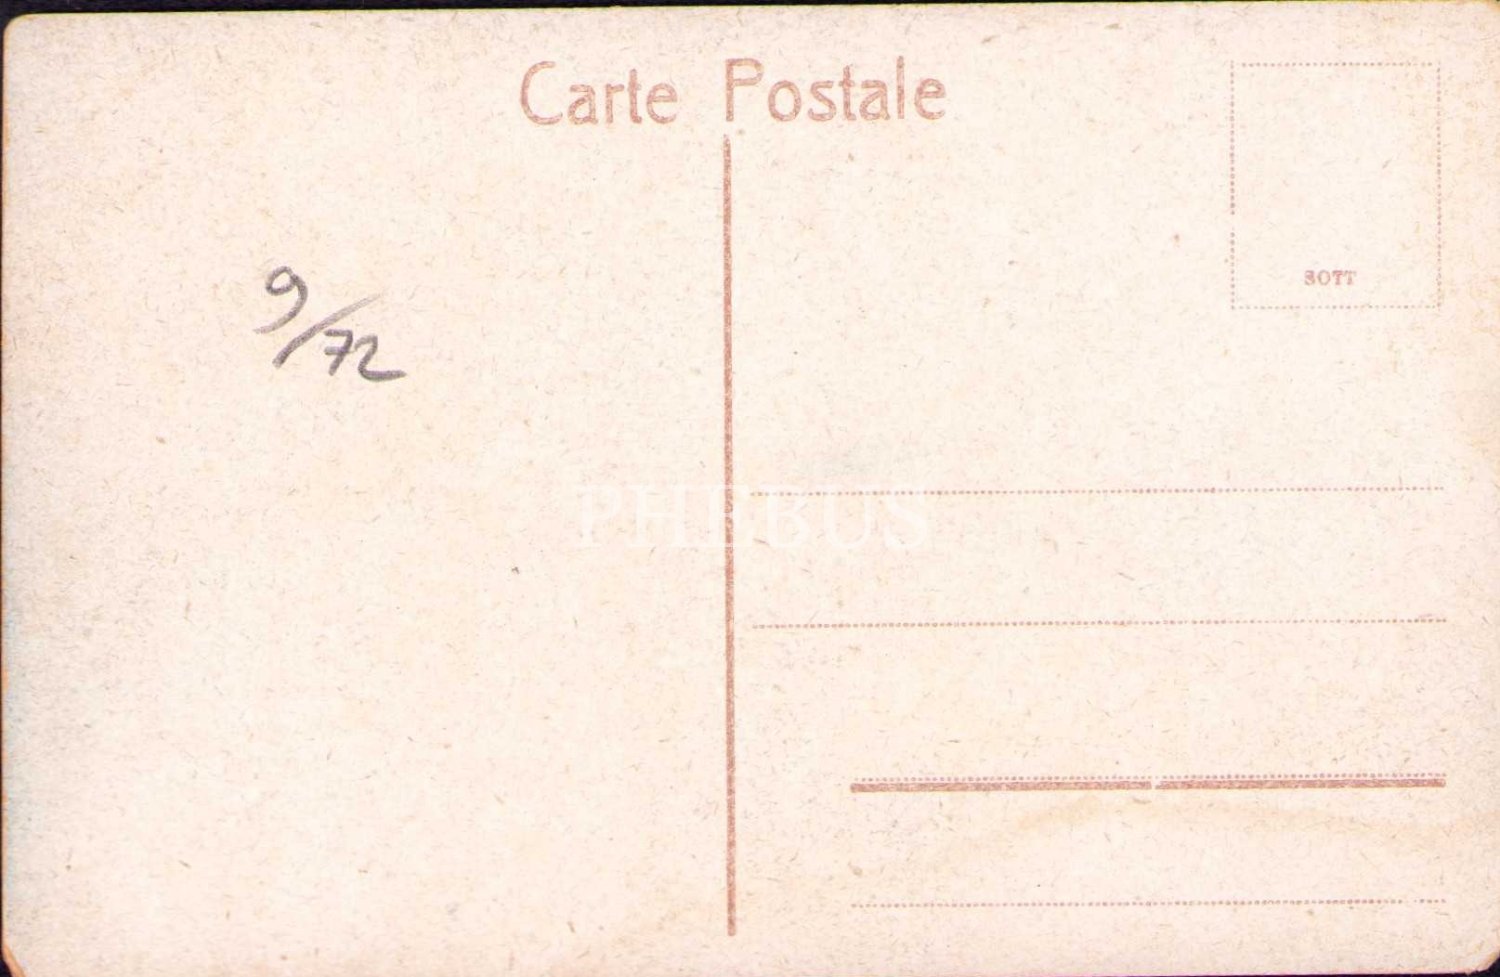 Carte Postale
SOTT
9/72
PHEBUS